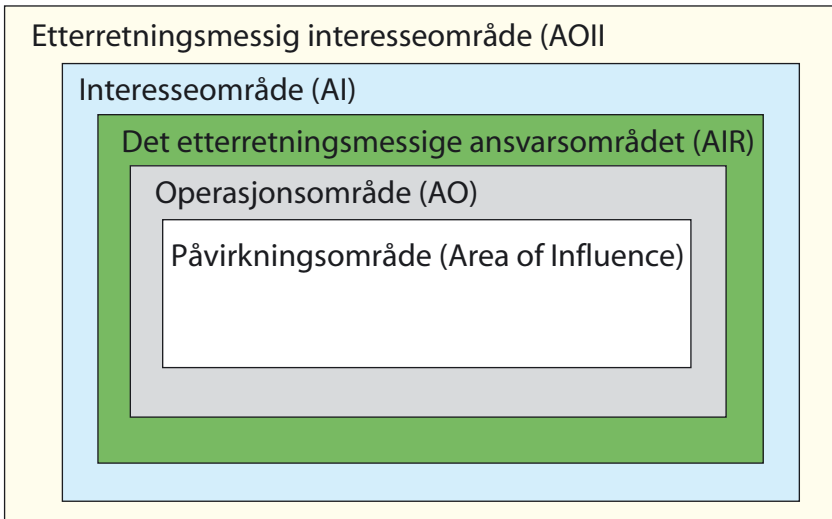 Etterretningsmessig interesseområde (AOII
Interesseområde (AI)
Det etterretningsmessige ansvarsområdet (AIR)
Operasjonsområde (AO)
Påvirkningsområde (Area of Influence)